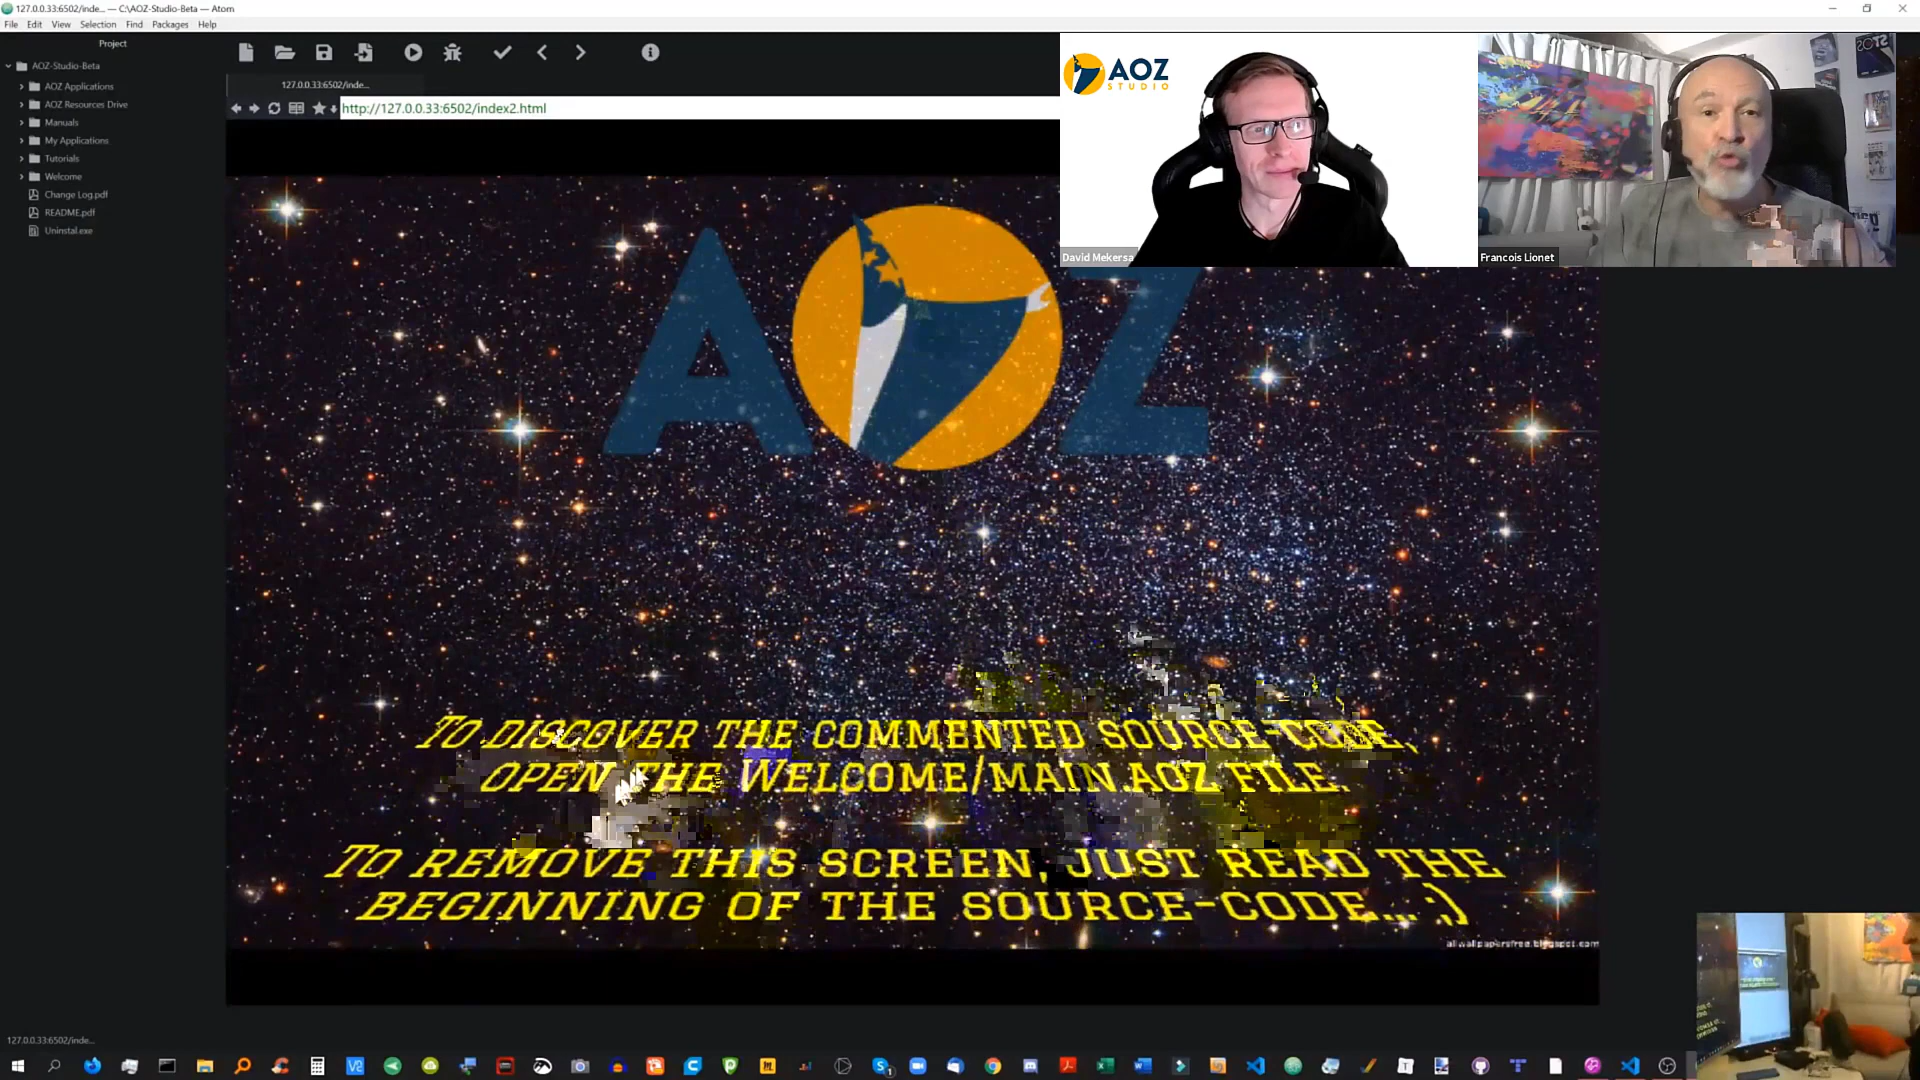 127.0.0.33:6502/inde... — C:\AOZ-Studio-Beta — Atom
File Edit View Selection Find Packages Help
Project
AOZ-Studio-Beta
AOZ Applications
AOZ Resources Drive
Manuals
My Applications
Tutorials
Welcome
Change Log.pdf
README.pdf
Uninstal.exe
127.0.0.33:6502/inde...
http://127.0.0.33:6502/index2.html
AOZ
STUDIO
David Mekersa
Francois Lionet
STOS
AOZ
To discover the commented source-code,
open the Welcome/main.aoz file.
To remove this screen, just read the
beginning of the source-code... ;)
allwallpapersfree.blogspot.com
127.0.0.33:6502/inde...